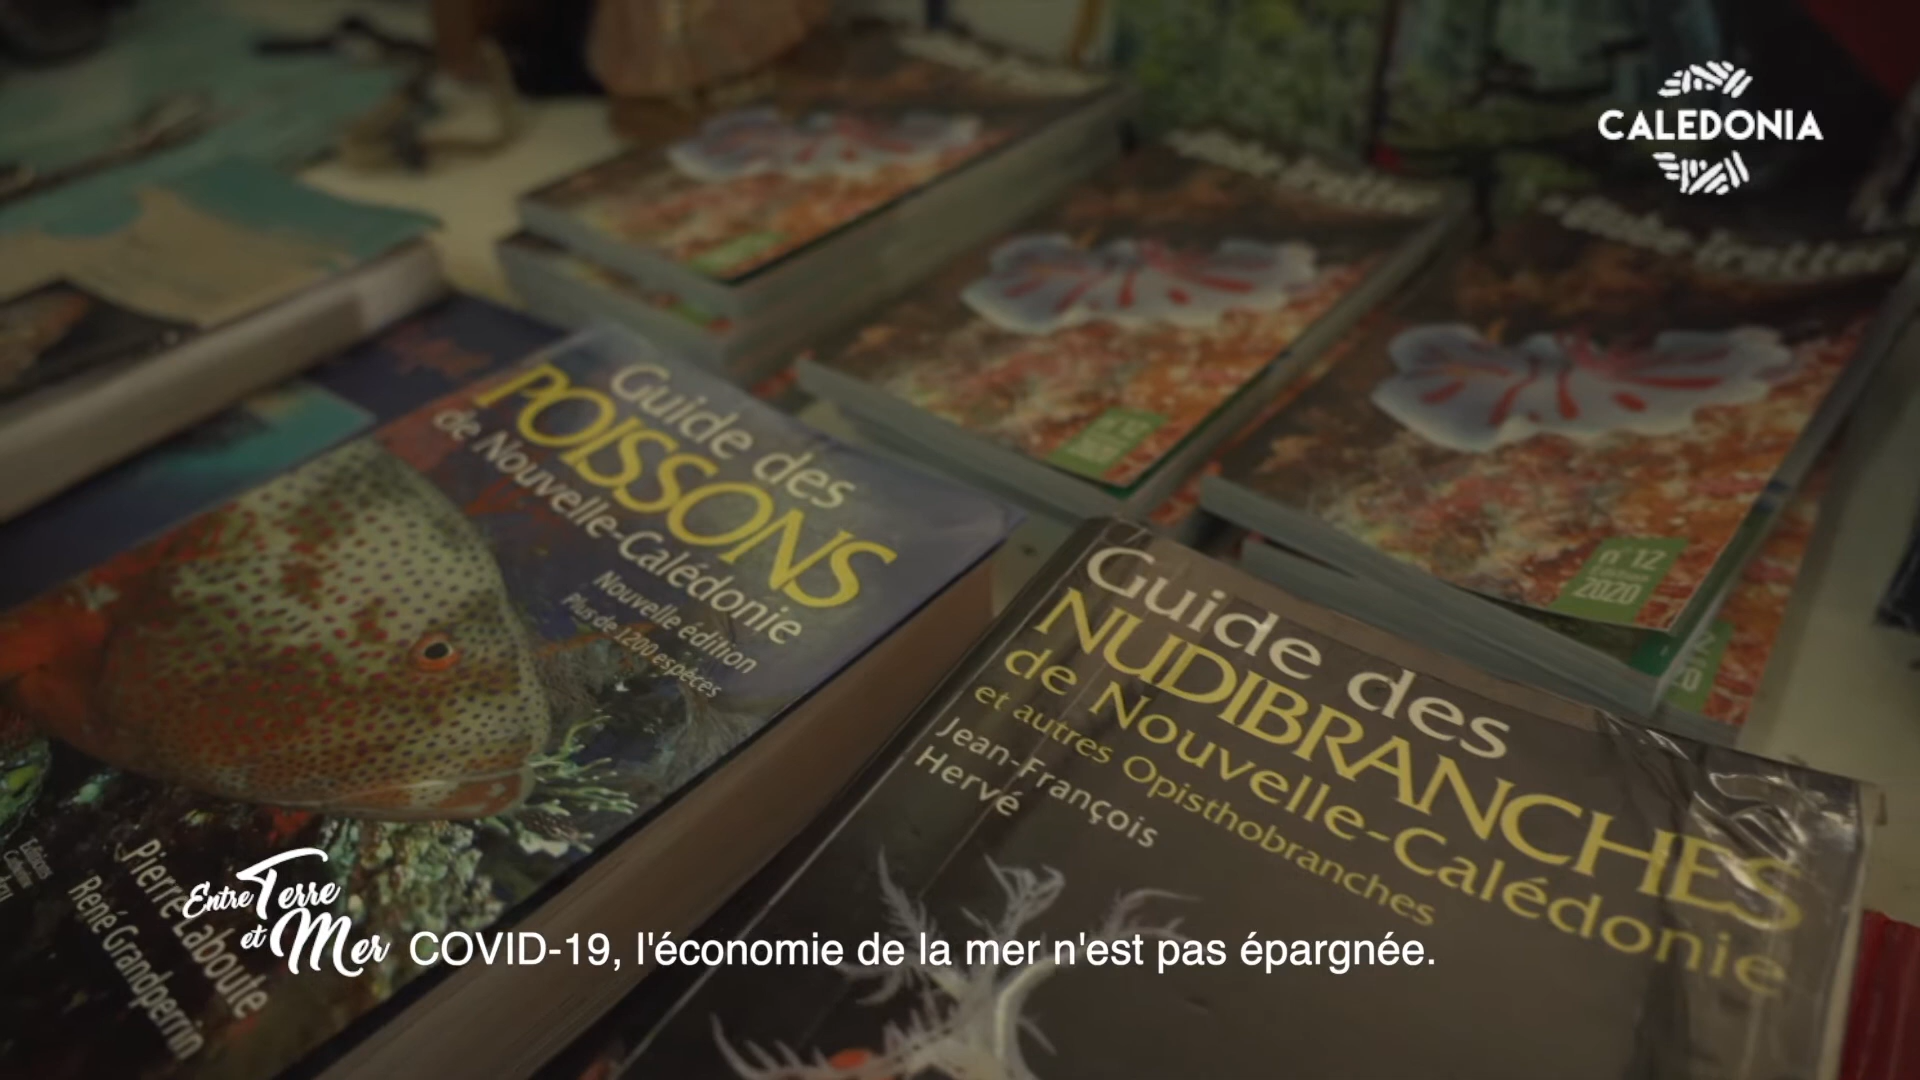 CALEDONIA
Guide des
POISSONS
de Nouvelle-Calédonie
Nouvelle édition
Plus de 1200 espèces
Pierre Laboute
René Grandperrin
n°12
2020
n°12
2020
Guide des
NUDIBRANCHES
de Nouvelle-Calédonie
et autres Opisthobranches
Jean-François
Hervé
Entre Terre
et Mer
COVID-19, l'économie de la mer n'est pas épargnée.